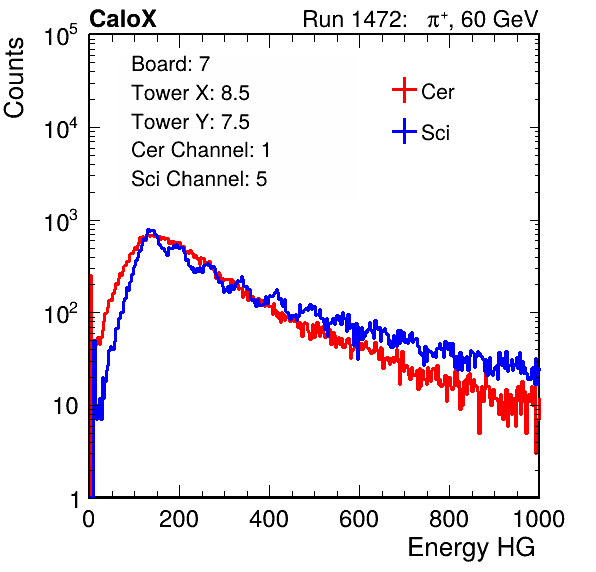 CaloX Run 1472: π⁺, 60 GeV
Counts
10⁵
10⁴
10³
10²
10
1
Board: 7
Tower X: 8.5
Tower Y: 7.5
Cer Channel: 1
Sci Channel: 5
Cer
Sci
0 200 400 600 800 1000
Energy HG